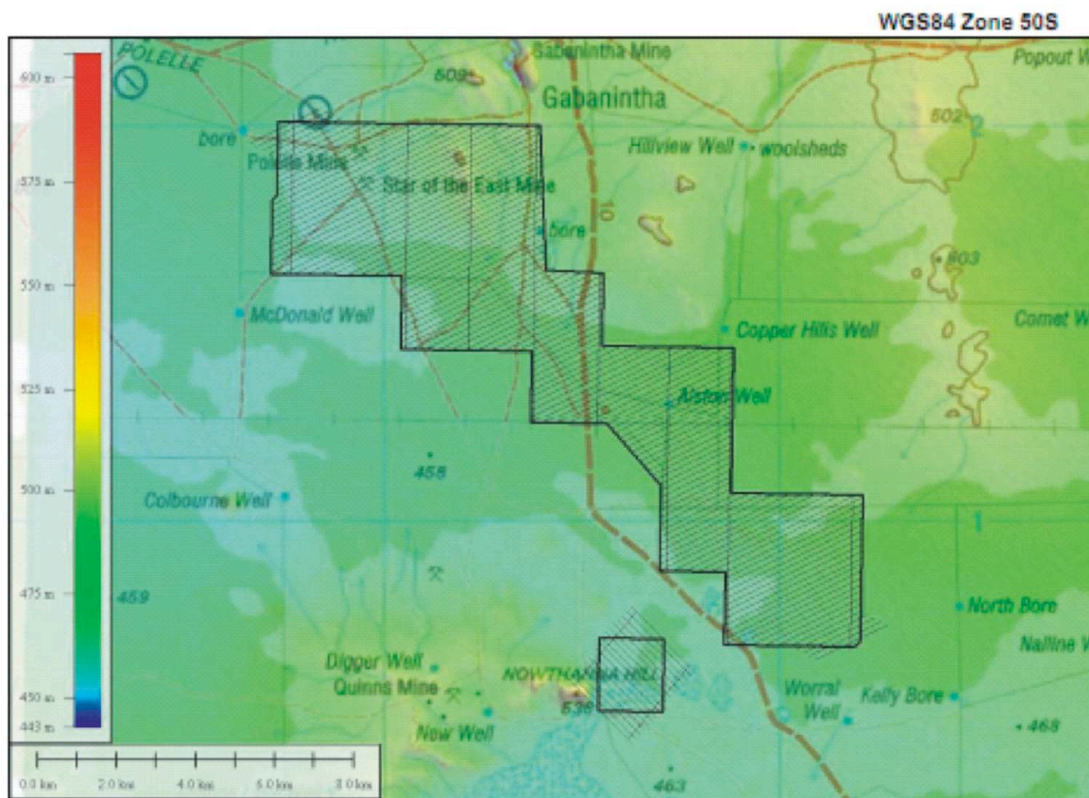 WGS84 Zone 50S
600 m
575 m
550 m
525 m
500 m
475 m
450 m
443 m
POLELLE
509
Gabanintha Mine
Gabanintha
Popout W
502
2
bore
Hillview Well
woolsheds
Polelle Mine
Star of the East Mine
10
bore
503
McDonald Well
Copper Hills Well
Comet W
Alston Well
458
Colbourne Well
1
459
North Bore
Nalline W
Digger Well
Quinns Mine
NOWTHANNA HILL
Worral
Well
Kelly Bore
New Well
536
468
463
0.0 km
2.0 km
4.0 km
6.0 km
8.0 km